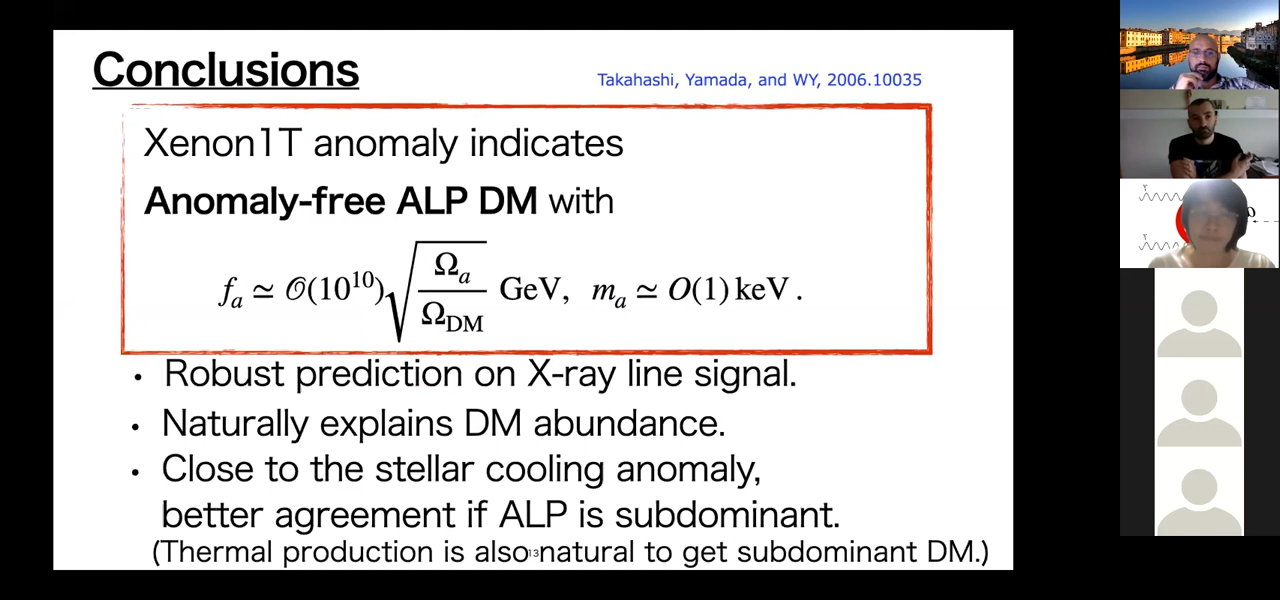 Conclusions
Takahashi, Yamada, and WY, 2006.10035
Xenon1T anomaly indicates
Anomaly-free ALP DM with
f_a ≃ 𝒪(10^10) √(Ω_a/Ω_DM) GeV, m_a ≃ O(1) keV .
• Robust prediction on X-ray line signal.
• Naturally explains DM abundance.
• Close to the stellar cooling anomaly,
better agreement if ALP is subdominant.
(Thermal production is also natural to get subdominant DM.)
13
γ
γ